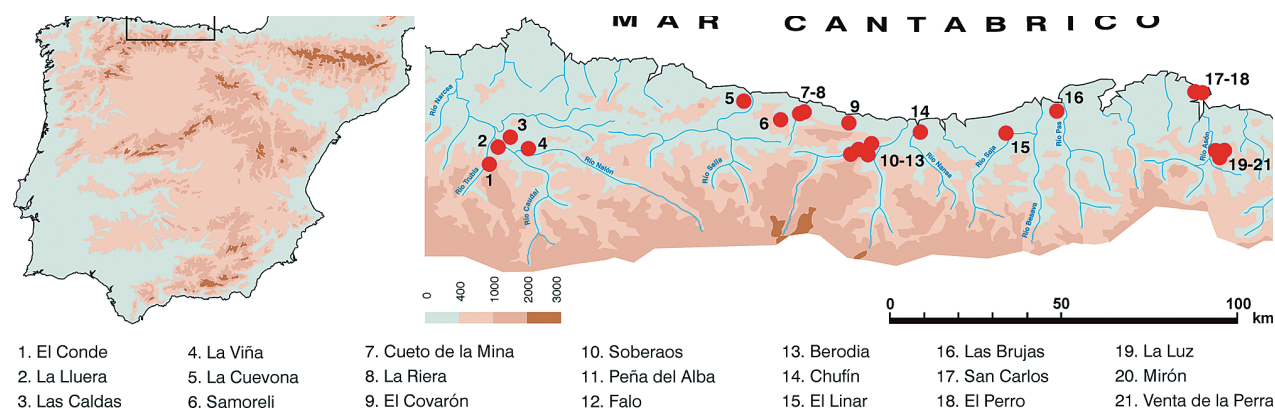 MAR CANTABRICO
17-18
7-8
5
9
14
16
Río Narcea
6
3
2
4
10-13
15
Río Pas
Río Asón
19-21
1
Río Trubia
Río Nalón
Río Caudal
Río Sella
Río Nansa
Río Saja
Río Besaya
0
400
1000
2000
3000
0
50
100
km
1. El Conde
2. La Lluera
3. Las Caldas
4. La Viña
5. La Cuevona
6. Samoreli
7. Cueto de la Mina
8. La Riera
9. El Covarón
10. Soberaos
11. Peña del Alba
12. Falo
13. Berodia
14. Chufín
15. El Linar
16. Las Brujas
17. San Carlos
18. El Perro
19. La Luz
20. Mirón
21. Venta de la Perra